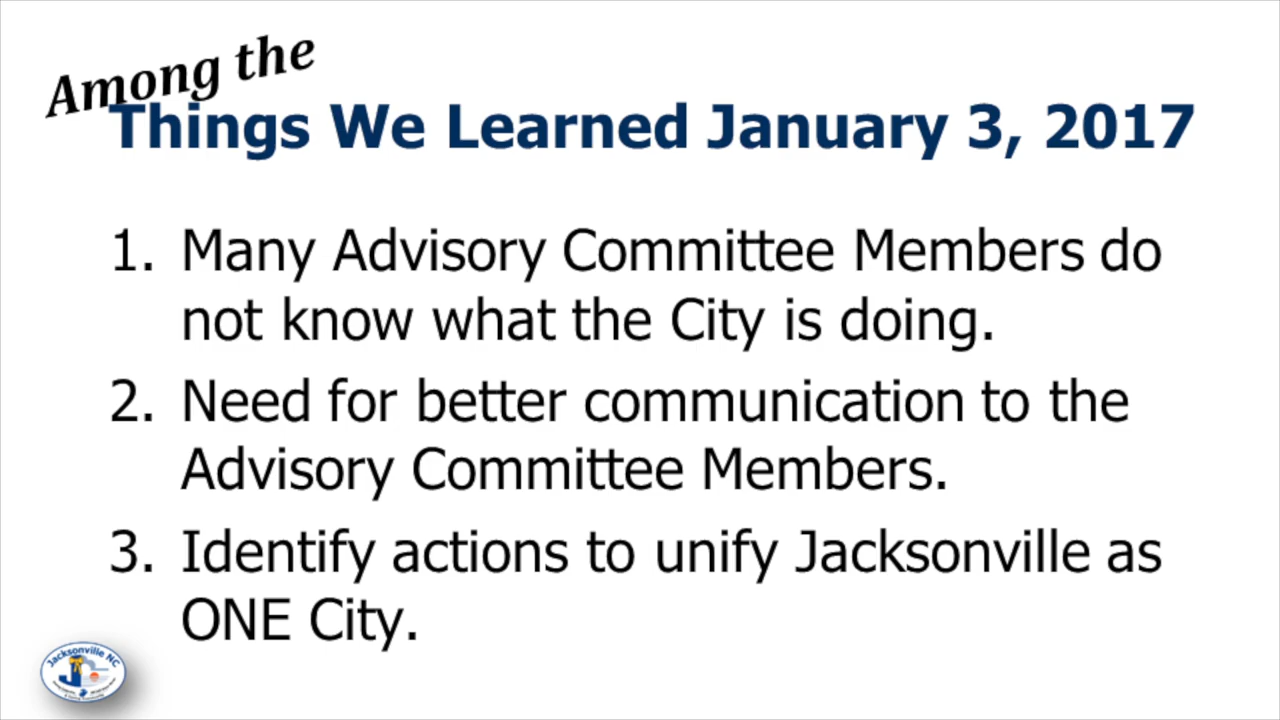 Among the
Things We Learned January 3, 2017
1. Many Advisory Committee Members do
not know what the City is doing.
2. Need for better communication to the
Advisory Committee Members.
3. Identify actions to unify Jacksonville as
ONE City.
Jacksonville NC